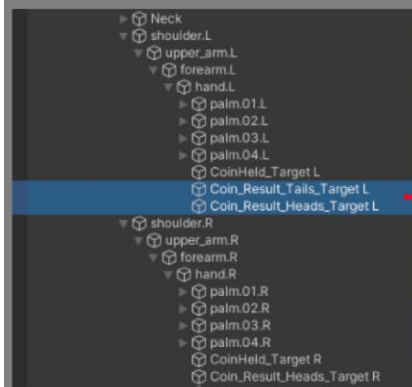 Neck
shoulder.L
upper_arm.L
forearm.L
hand.L
palm.01.L
palm.02.L
palm.03.L
palm.04.L
CoinHeld_Target L
Coin_Result_Tails_Target L
Coin_Result_Heads_Target L
shoulder.R
upper_arm.R
forearm.R
hand.R
palm.01.R
palm.02.R
palm.03.R
palm.04.R
CoinHeld_Target R
Coin_Result_Heads_Target R